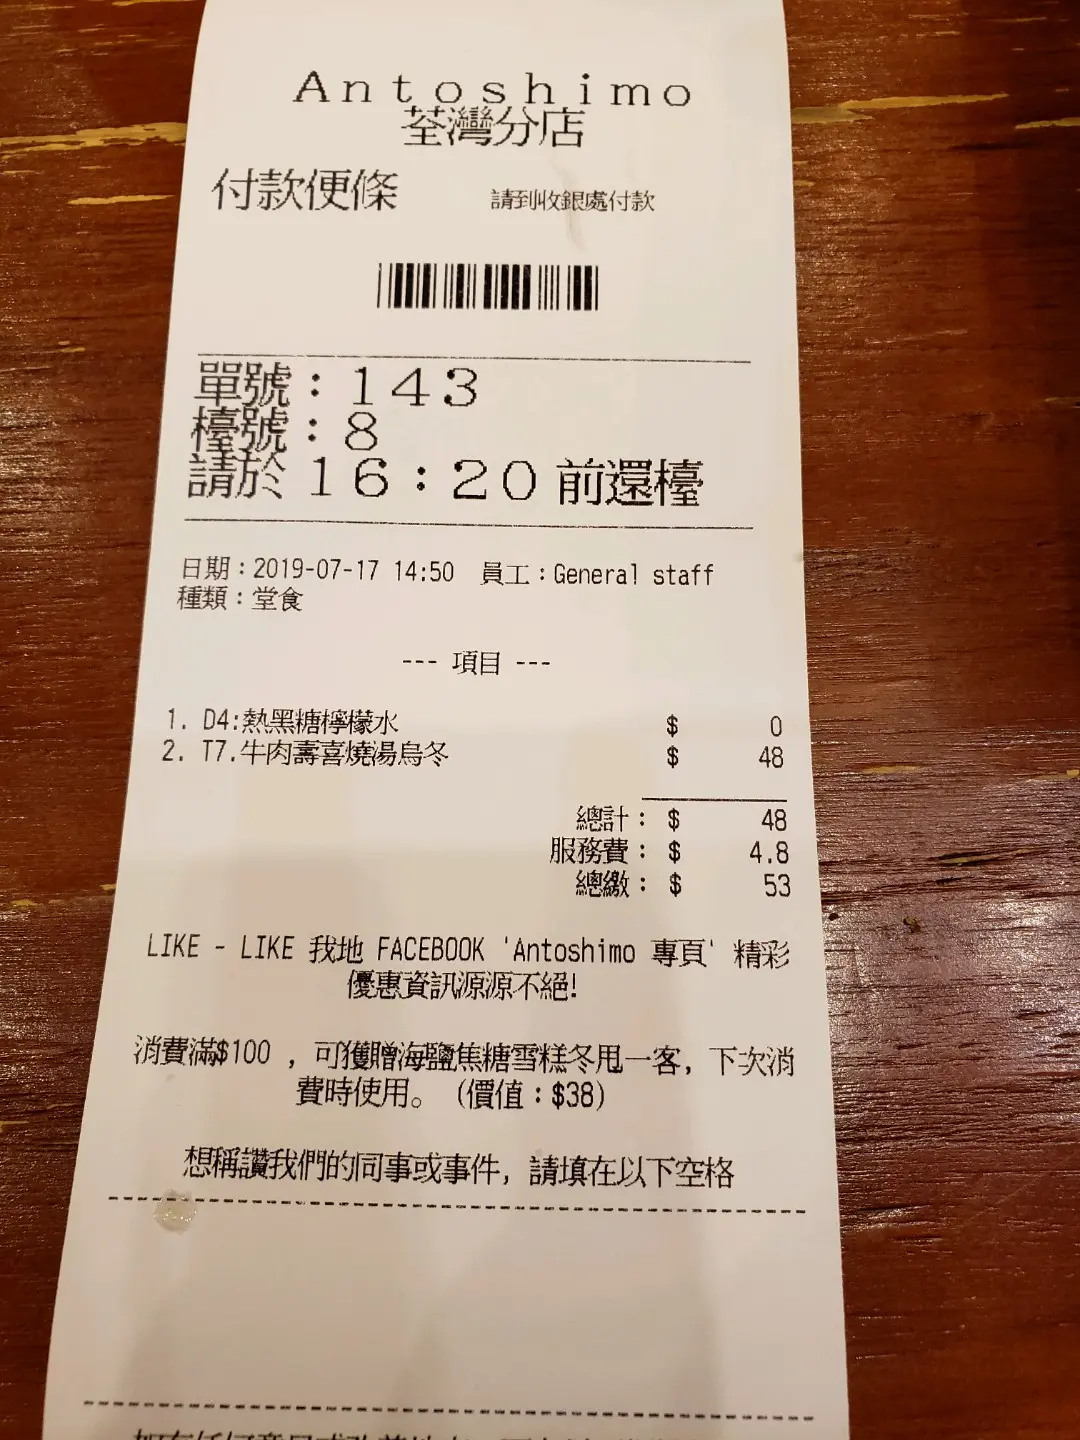 Antoshimo
荃灣分店
付款便條 請到收銀處付款
單號：143
檯號：8
請於 16：20 前還檯
日期：2019-07-17 14:50 員工：General staff
種類：堂食
--- 項目 ---
1. D4:熱黑糖檸檬水 $ 0
2. T7.牛肉壽喜燒湯烏冬 $ 48
總計： $ 48
服務費： $ 4.8
總繳： $ 53
LIKE - LIKE 我地 FACEBOOK 'Antoshimo 專頁' 精彩
優惠資訊源源不絕!
消費滿$100 ，可獲贈海鹽焦糖雪糕冬甩一客，下次消
費時使用。（價值：$38）
想稱讚我們的同事或事件，請填在以下空格